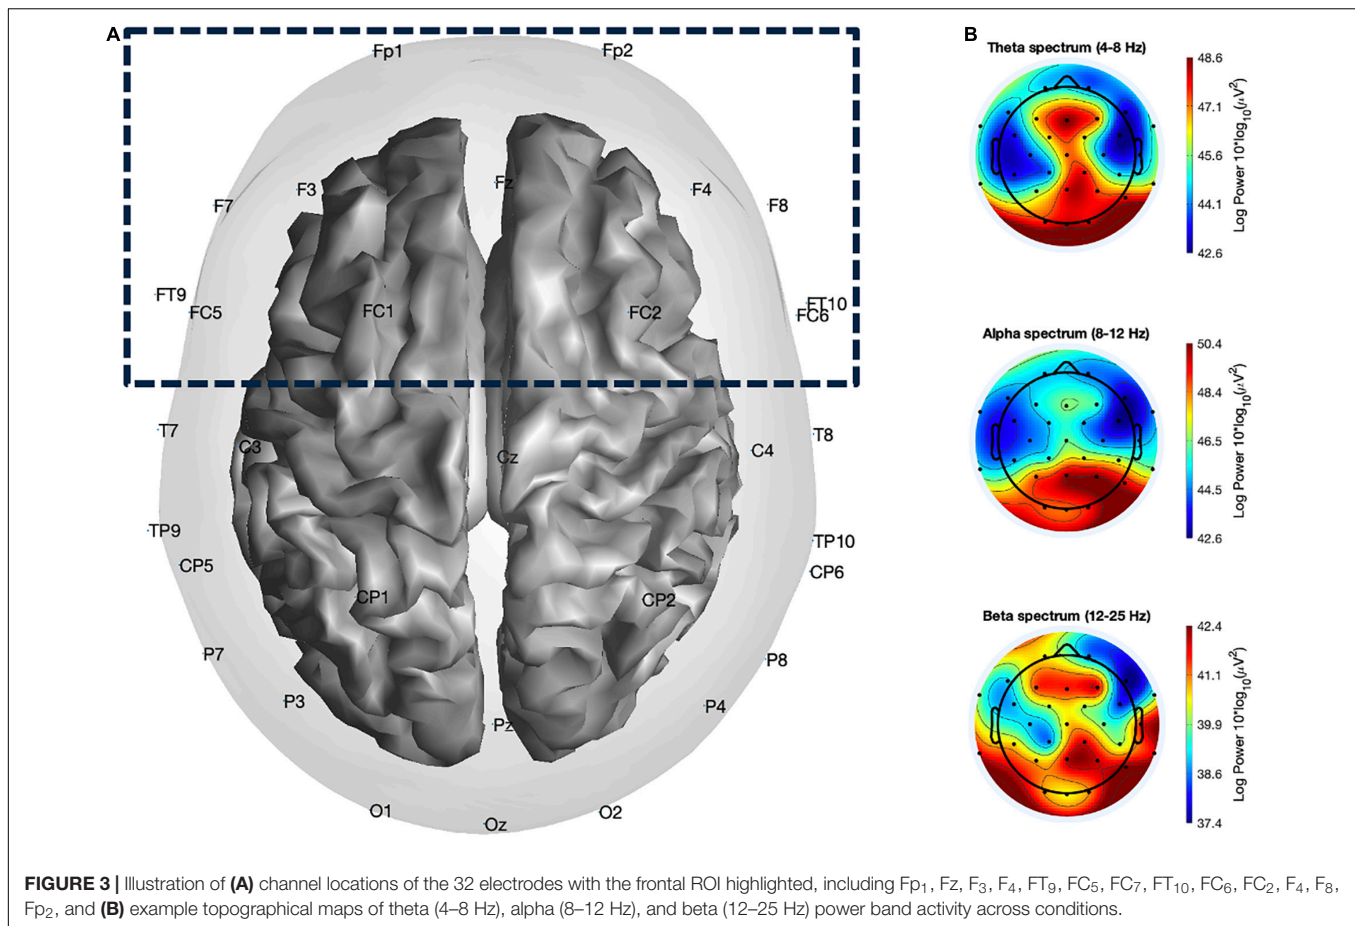 A
Fp1 Fp2
F3 Fz F4
F7 F8
FT9 FT10
FC5 FC1 FC2 FC6
T7 T8
C3 Cz C4
TP9 TP10
CP5 CP6
CP1 CP2
P7 P8
P3 P4
Pz
O1 O2
Oz
B
Theta spectrum (4-8 Hz)
48.6
47.1
45.6
44.1
42.6
Log Power 10*log10(μV2)
Alpha spectrum (8-12 Hz)
50.4
48.4
46.5
44.5
42.6
Log Power 10*log10(μV2)
Beta spectrum (12-25 Hz)
42.4
41.1
39.9
38.6
37.4
Log Power 10*log10(μV2)
FIGURE 3 | Illustration of (A) channel locations of the 32 electrodes with the frontal ROI highlighted, including Fp1, Fz, F3, F4, FT9, FC5, FC7, FT10, FC6, FC2, F4, F8,
Fp2, and (B) example topographical maps of theta (4–8 Hz), alpha (8–12 Hz), and beta (12–25 Hz) power band activity across conditions.